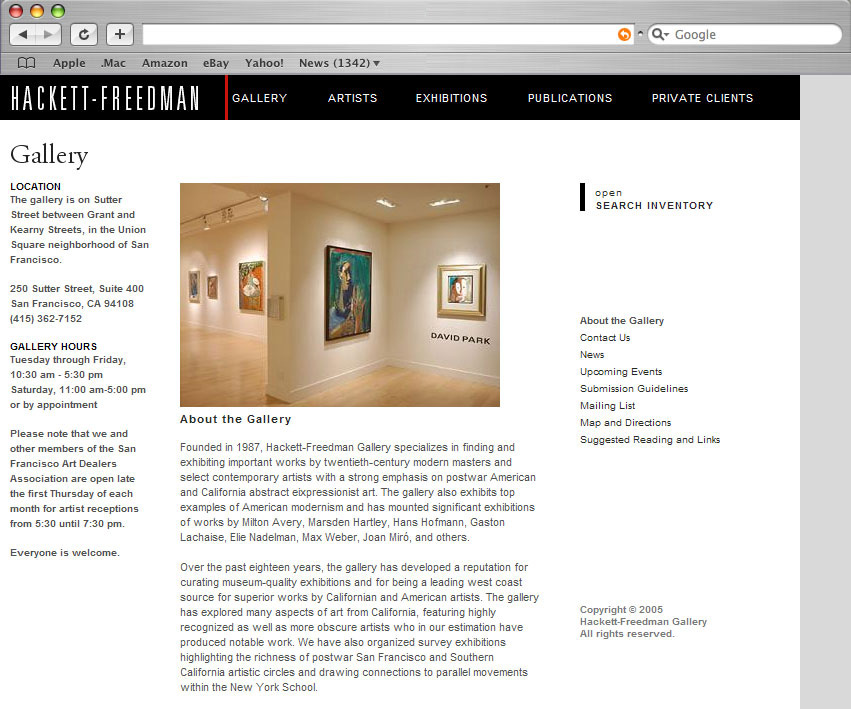 Google
Apple .Mac Amazon eBay Yahoo! News (1342)
HACKETT-FREEDMAN
GALLERY ARTISTS EXHIBITIONS PUBLICATIONS PRIVATE CLIENTS
Gallery
LOCATION
The gallery is on Sutter
Street between Grant and
Kearny Streets, in the Union
Square neighborhood of San
Francisco.
250 Sutter Street, Suite 400
San Francisco, CA 94108
(415) 362-7152
GALLERY HOURS
Tuesday through Friday,
10:30 am - 5:30 pm
Saturday, 11:00 am-5:00 pm
or by appointment
Please note that we and
other members of the San
Francisco Art Dealers
Association are open late
the first Thursday of each
month for artist receptions
from 5:30 until 7:30 pm.
Everyone is welcome.
DAVID PARK
About the Gallery
Founded in 1987, Hackett-Freedman Gallery specializes in finding and
exhibiting important works by twentieth-century modern masters and
select contemporary artists with a strong emphasis on postwar American
and California abstract eixpressionist art. The gallery also exhibits top
examples of American modernism and has mounted significant exhibitions
of works by Milton Avery, Marsden Hartley, Hans Hofmann, Gaston
Lachaise, Elie Nadelman, Max Weber, Joan Miró, and others.
Over the past eighteen years, the gallery has developed a reputation for
curating museum-quality exhibitions and for being a leading west coast
source for superior works by Californian and American artists. The gallery
has explored many aspects of art from California, featuring highly
recognized as well as more obscure artists who in our estimation have
produced notable work. We have also organized survey exhibitions
highlighting the richness of postwar San Francisco and Southern
California artistic circles and drawing connections to parallel movements
within the New York School.
open
SEARCH INVENTORY
About the Gallery
Contact Us
News
Upcoming Events
Submission Guidelines
Mailing List
Map and Directions
Suggested Reading and Links
Copyright © 2005
Hackett-Freedman Gallery
All rights reserved.